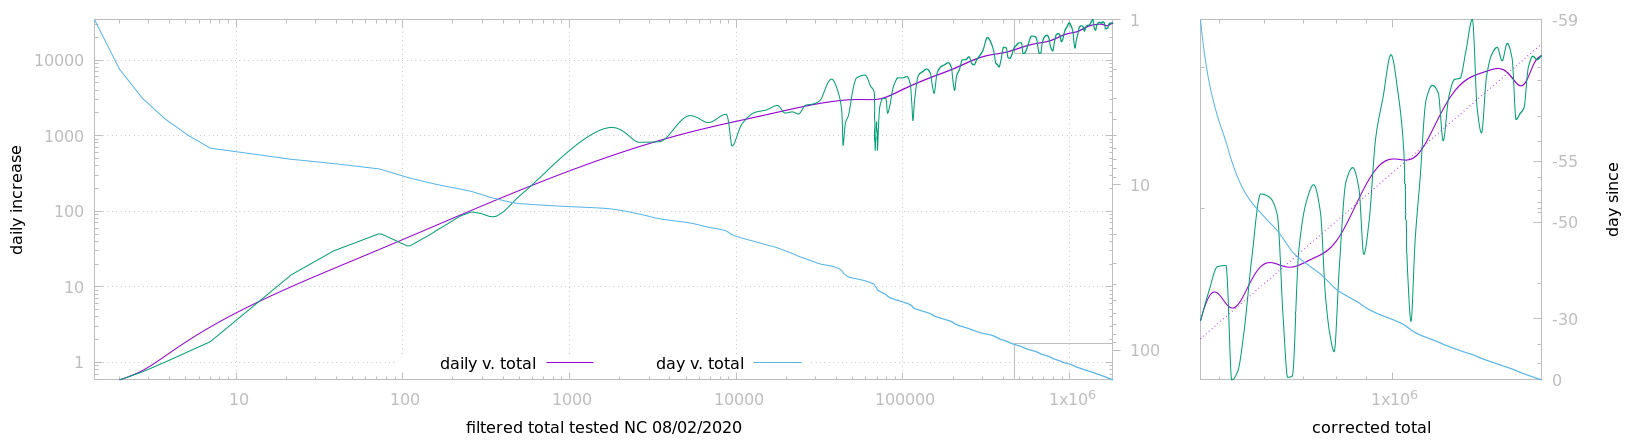 daily increase
10000
1000
100
10
1
10
100
1000
10000
100000
1x10^6
filtered total tested NC 08/02/2020
daily v. total
day v. total
1
10
100
-59
-55
-50
-30
0
day since
1x10^6
corrected total